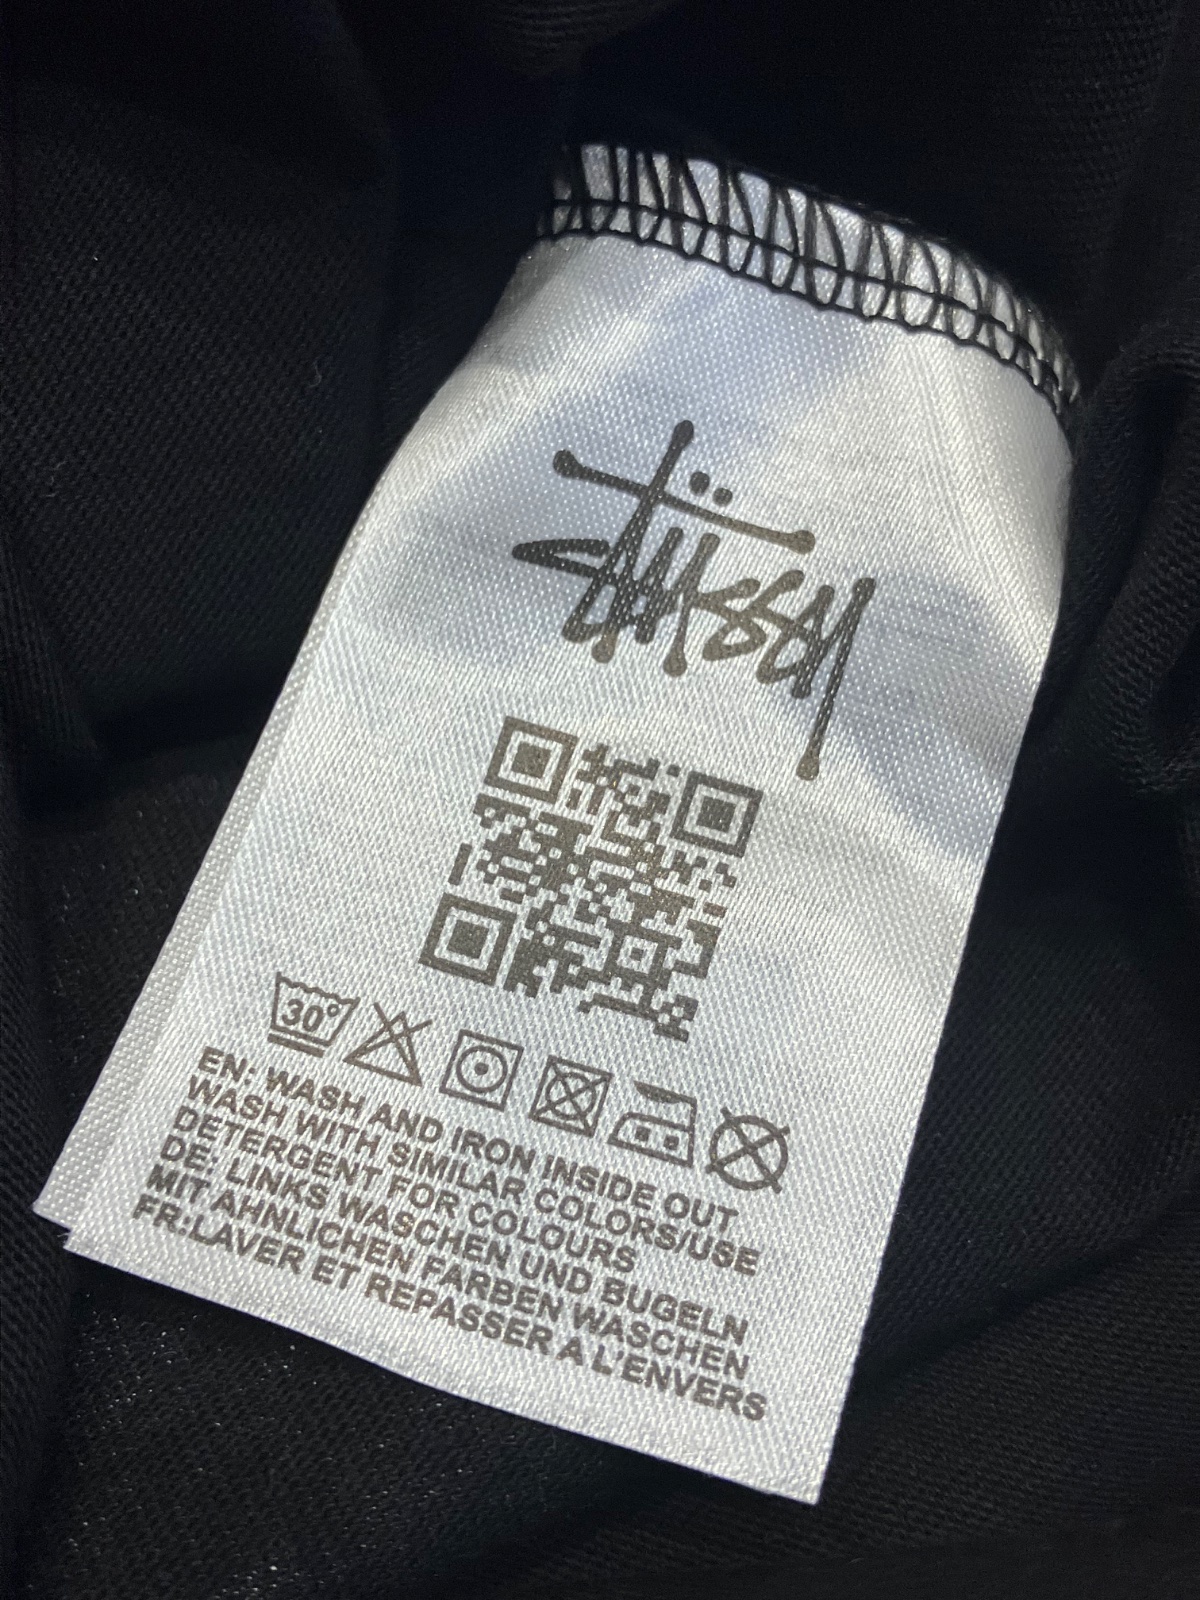 Stüssy
30°
EN: WASH AND IRON INSIDE OUT
WASH WITH SIMILAR COLORS/USE
DETERGENT FOR COLOURS
DE: LINKS WASCHEN UND BUGELN
MIT AHNLICHEN FARBEN WASCHEN
FR:LAVER ET REPASSER A L'ENVERS